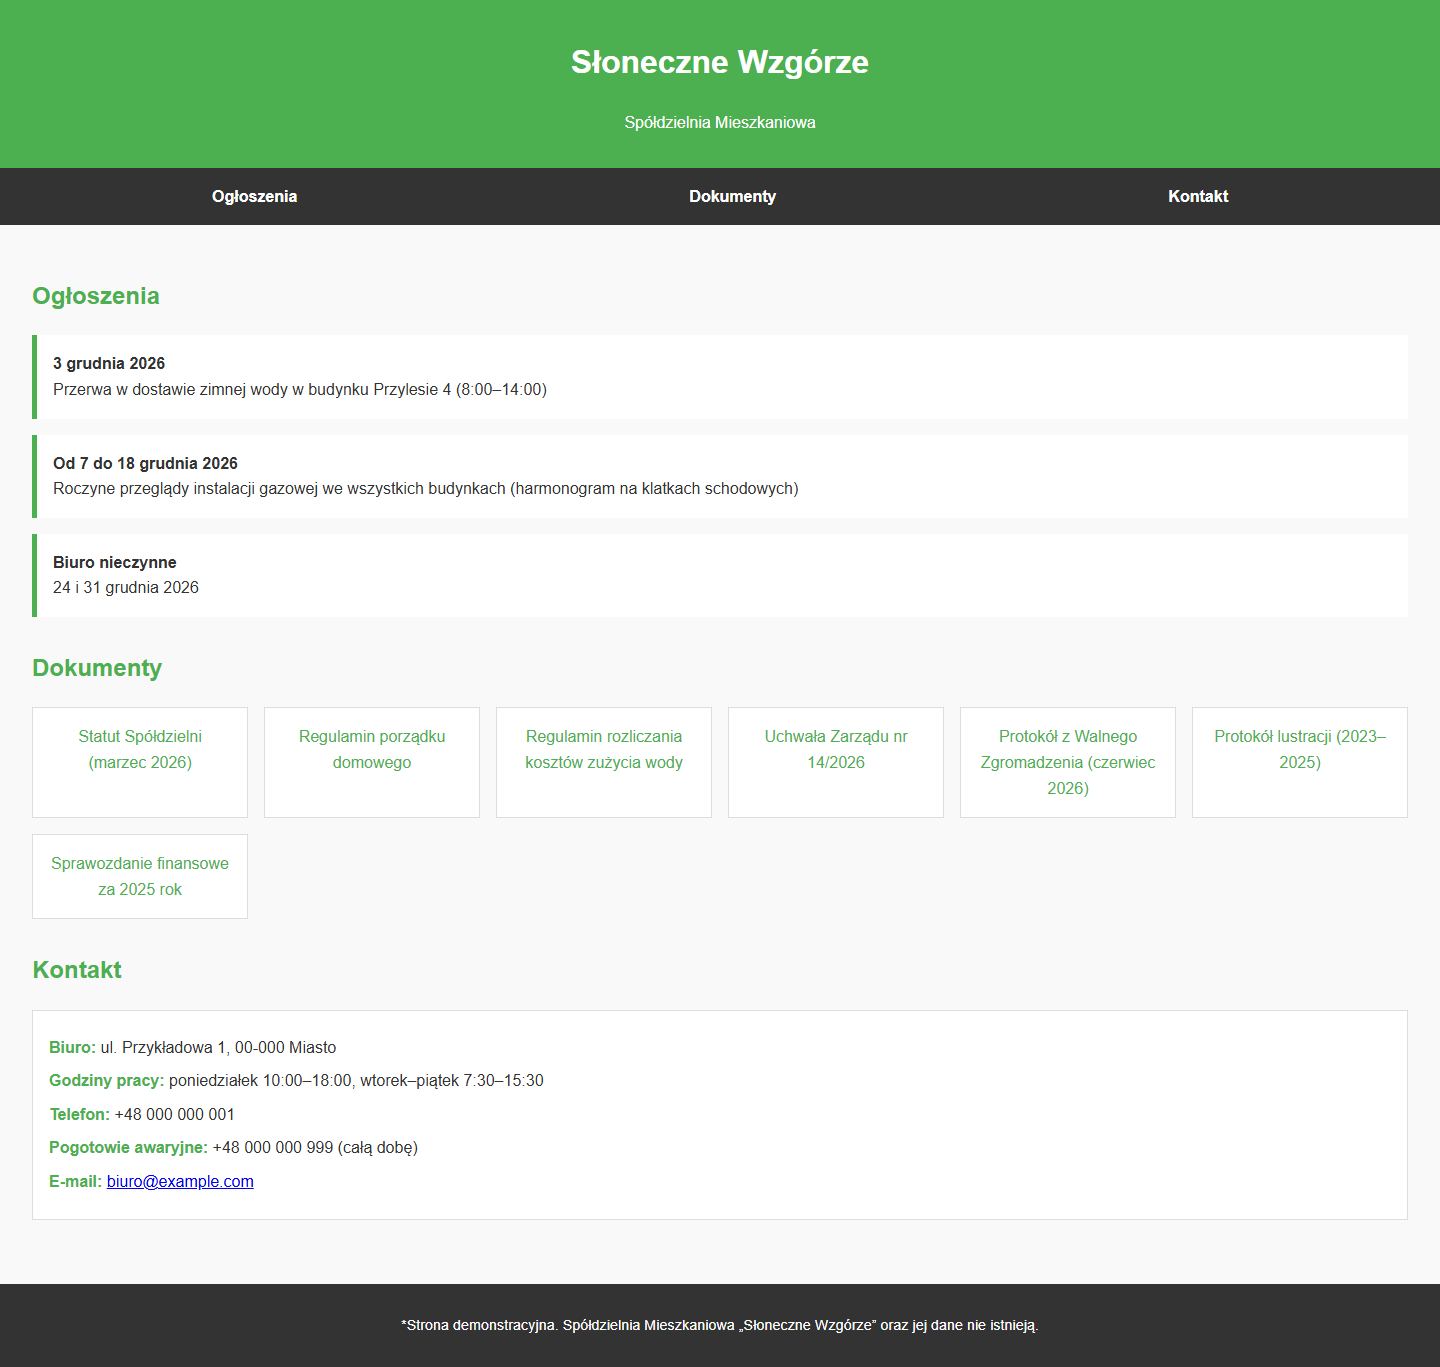 Słoneczne Wzgórze
Spółdzielnia Mieszkaniowa
Ogłoszenia
Dokumenty
Kontakt
Ogłoszenia
3 grudnia 2026
Przerwa w dostawie zimnej wody w budynku Przylesie 4 (8:00–14:00)
Od 7 do 18 grudnia 2026
Roczyne przeglądy instalacji gazowej we wszystkich budynkach (harmonogram na klatkach schodowych)
Biuro nieczynne
24 i 31 grudnia 2026
Dokumenty
Statut Spółdzielni
(marzec 2026)
Regulamin porządku
domowego
Regulamin rozliczania
kosztów zużycia wody
Uchwała Zarządu nr
14/2026
Protokół z Walnego
Zgromadzenia (czerwiec
2026)
Protokół lustracji (2023–
2025)
Sprawozdanie finansowe
za 2025 rok
Kontakt
Biuro: ul. Przykładowa 1, 00-000 Miasto
Godziny pracy: poniedziałek 10:00–18:00, wtorek–piątek 7:30–15:30
Telefon: +48 000 000 001
Pogotowie awaryjne: +48 000 000 999 (całą dobę)
E-mail: biuro@example.com
*Strona demonstracyjna. Spółdzielnia Mieszkaniowa „Słoneczne Wzgórze” oraz jej dane nie istnieją.